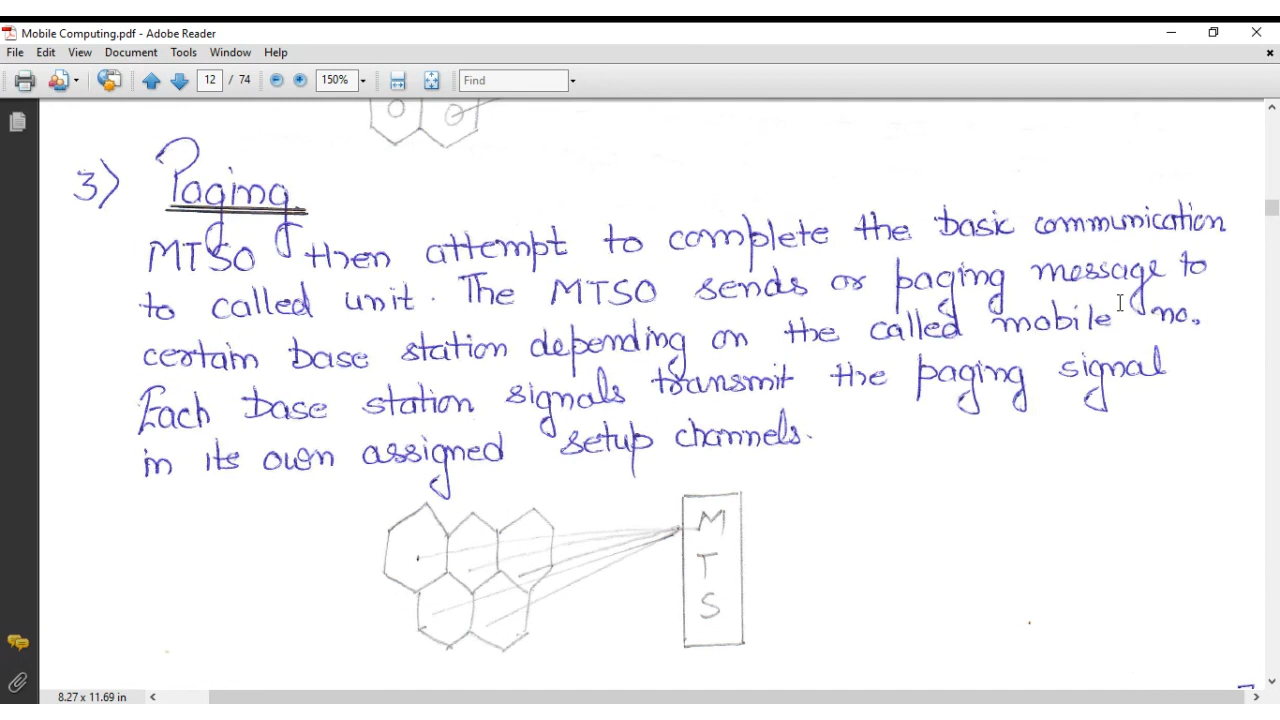 Mobile Computing.pdf - Adobe Reader
File Edit View Document Tools Window Help
12 / 74 150% Find
3) Paging
MTSO then attempt to complete the basic communication
to called unit. The MTSO sends or paging message to
certain base station depending on the called mobile no.
Each base station signals transmit the paging signal
in its own assigned setup channels.
M
T
S
8.27 x 11.69 in